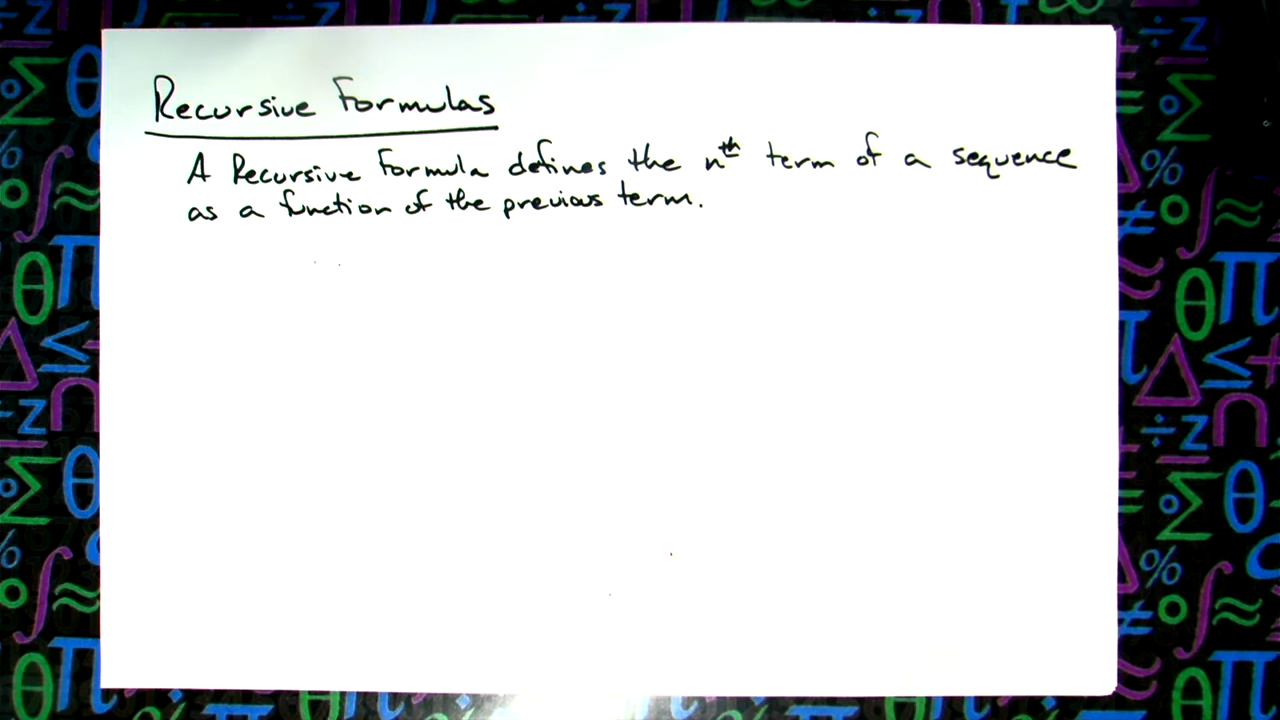 Recursive Formulas
A Recursive Formula defines the nth term of a sequence
as a function of the previous term.